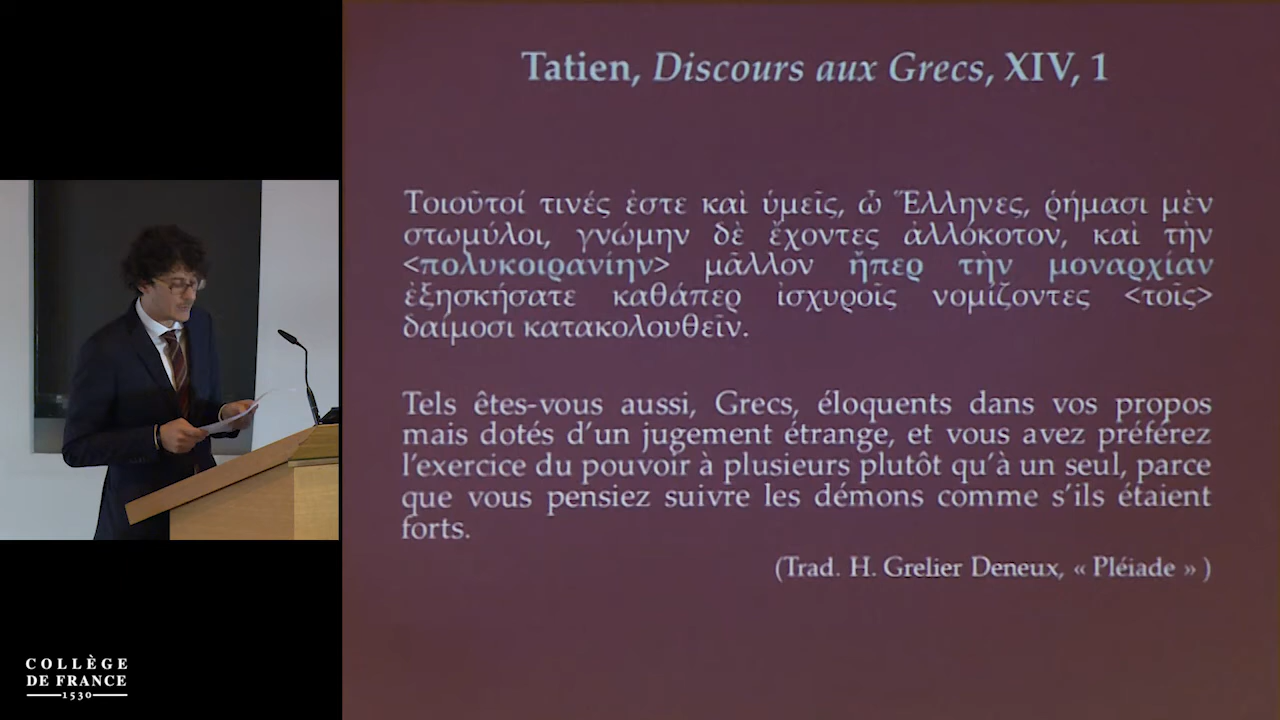 Tatien, Discours aux Grecs, XIV, 1
Τοιοῦτοί τινές ἐστε καὶ ὑμεῖς, ὦ Ἕλληνες, ῥήμασι μὲν
στωμύλοι, γνώμην δὲ ἔχοντες ἀλλόκοτον, καὶ τὴν
<πολυκοιρανίην> μᾶλλον ἤπερ τὴν μοναρχίαν
ἐξησκήσατε καθάπερ ἰσχυροῖς νομίζοντες <τοῖς>
δαίμοσι κατακολουθεῖν.
Tels êtes-vous aussi, Grecs, éloquents dans vos propos
mais dotés d’un jugement étrange, et vous avez préférez
l’exercice du pouvoir à plusieurs plutôt qu’à un seul, parce
que vous pensiez suivre les démons comme s’ils étaient
forts.
(Trad. H. Grelier Deneux, « Pléiade » )
COLLÈGE
DE FRANCE
1530